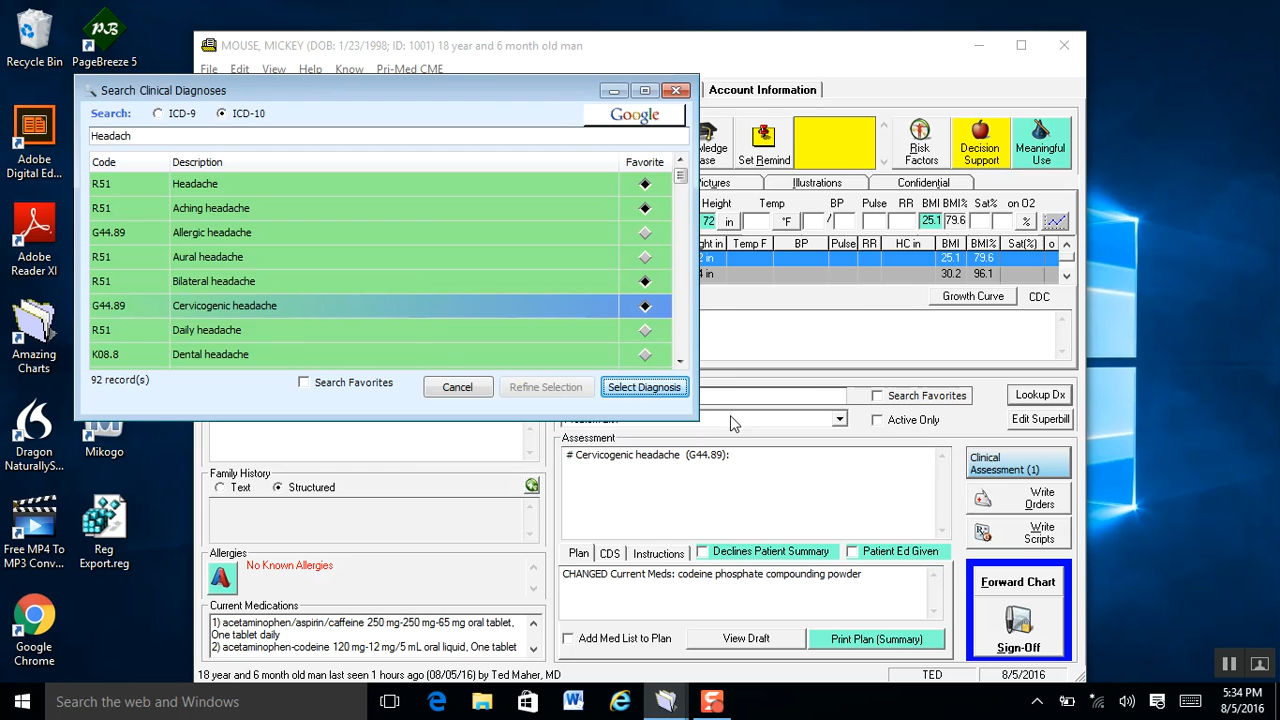 Recycle Bin
PageBreeze 5
Adobe
Digital Ed...
Adobe
Reader XI
Amazing
Charts
Dragon
NaturallyS...
Mikogo
Free MP4 To
MP3 Conv...
Reg
Export.reg
Google
Chrome
MOUSE, MICKEY (DOB: 1/23/1998; ID: 1001) 18 year and 6 month old man
File Edit View Help Know Pri-Med CME
Search Clinical Diagnoses
Search: ICD-9 ICD-10
Google
Headach
Code Description Favorite
R51 Headache
R51 Aching headache
G44.89 Allergic headache
R51 Aural headache
R51 Bilateral headache
G44.89 Cervicogenic headache
R51 Daily headache
K08.8 Dental headache
92 record(s)
Search Favorites
Cancel
Refine Selection
Select Diagnosis
Account Information
Set Remind
Risk
Factors
Decision
Support
Meaningful
Use
Illustrations Confidential
Height Temp BP Pulse RR BMI BMI% Sat% on O2
72 in °F / 25.1 79.6 %
Temp F BP Pulse RR HC in BMI BMI% Sat(%) o
in 25.1 79.6
in 30.2 96.1
Growth Curve CDC
Search Favorites
Lookup Dx
Active Only
Edit Superbill
Assessment
# Cervicogenic headache (G44.89):
Clinical
Assessment (1)
Write
Orders
Write
Scripts
Family History
Text Structured
Allergies
No Known Allergies
Current Medications
1) acetaminophen/aspirin/caffeine 250 mg-250 mg-65 mg oral tablet,
One tablet daily
2) acetaminophen-codeine 120 mg-12 mg/5 mL oral liquid, One tablet
Plan CDS Instructions Declines Patient Summary Patient Ed Given
CHANGED Current Meds: codeine phosphate compounding powder
Add Med List to Plan
View Draft
Print Plan (Summary)
Forward Chart
Sign-Off
18 year and 6 month old man last seen 1 hours ago (08/05/16) by Ted Maher, MD
TED
8/5/2016
Search the web and Windows
5:34 PM
8/5/2016